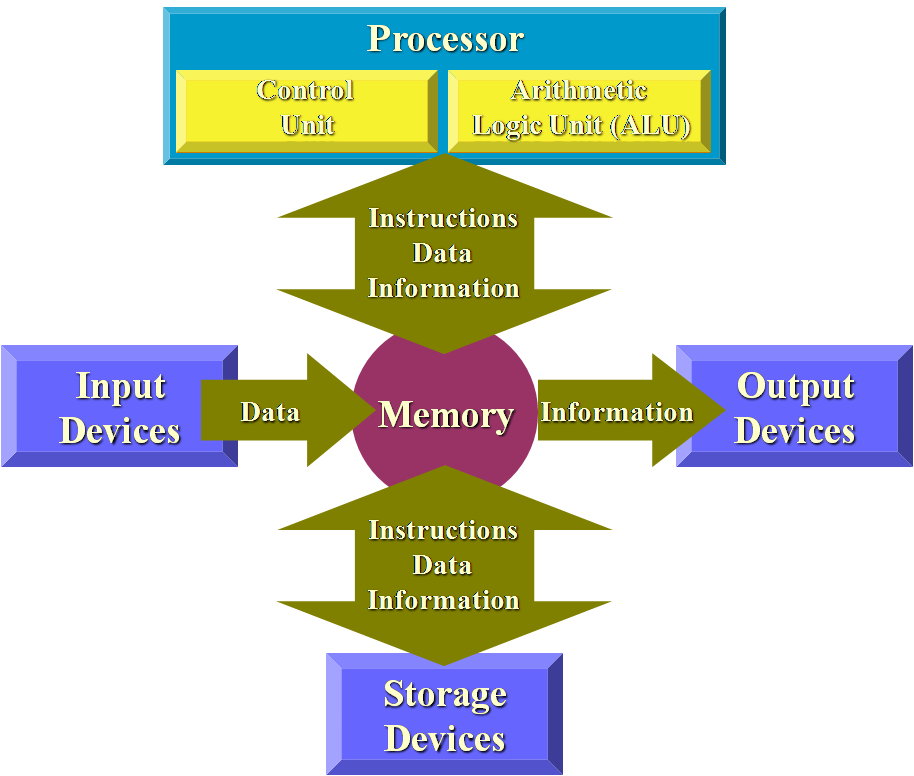 Processor
Control
Unit
Arithmetic
Logic Unit (ALU)
Instructions
Data
Information
Input
Devices
Data
Memory
Information
Output
Devices
Instructions
Data
Information
Storage
Devices